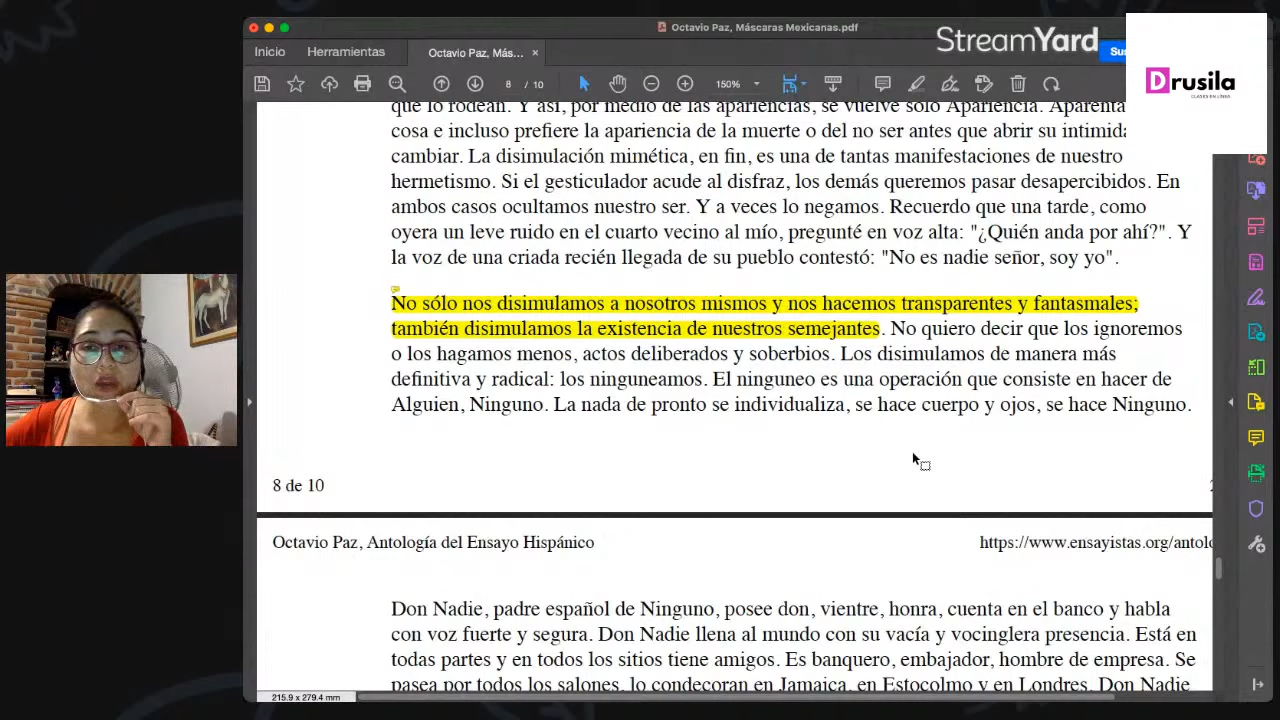 Octavio Paz, Máscaras Mexicanas.pdf
StreamYard
Inicio
Herramientas
Octavio Paz, Más...
Drusila
CLASES EN LÍNEA
8 / 10
150%
que lo rodean. Y así, por medio de las apariencias, se vuelve sólo Apariencia. Aparenta
cosa e incluso prefiere la apariencia de la muerte o del no ser antes que abrir su
cambiar. La disimulación mimética, en fin, es una de tantas manifestaciones de nuestro
hermetismo. Si el gesticulador acude al disfraz, los demás queremos pasar desapercibidos. En
ambos casos ocultamos nuestro ser. Y a veces lo negamos. Recuerdo que una tarde, como
oyera un leve ruido en el cuarto vecino al mío, pregunté en voz alta: "¿Quién anda por ahí?". Y
la voz de una criada recién llegada de su pueblo contestó: "No es nadie señor, soy yo".
No sólo nos disimulamos a nosotros mismos y nos hacemos transparentes y fantasmales;
también disimulamos la existencia de nuestros semejantes. No quiero decir que los ignoremos
o los hagamos menos, actos deliberados y soberbios. Los disimulamos de manera más
definitiva y radical: los ninguneamos. El ninguneo es una operación que consiste en hacer de
Alguien, Ninguno. La nada de pronto se individualiza, se hace cuerpo y ojos, se hace Ninguno.
8 de 10
Octavio Paz, Antología del Ensayo Hispánico
https://www.ensayistas.org/antolo
Don Nadie, padre español de Ninguno, posee don, vientre, honra, cuenta en el banco y habla
con voz fuerte y segura. Don Nadie llena al mundo con su vacía y vocinglera presencia. Está en
todas partes y en todos los sitios tiene amigos. Es banquero, embajador, hombre de empresa. Se
pasea por todos los salones, lo condecoran en Jamaica, en Estocolmo y en Londres. Don Nadie
215.9 x 279.4 mm